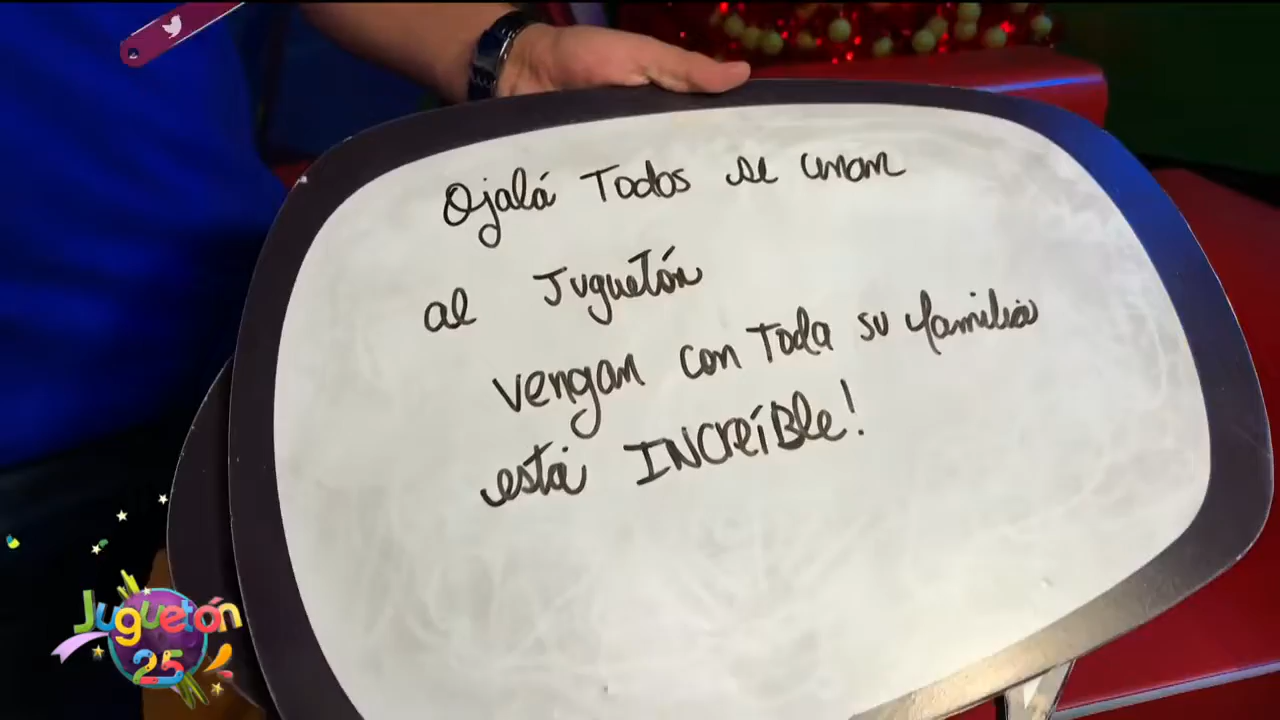 Ojalá Todos se unan
al Juguetón
vengan con Toda su familia
está INCREíBle!
Juguetón
25